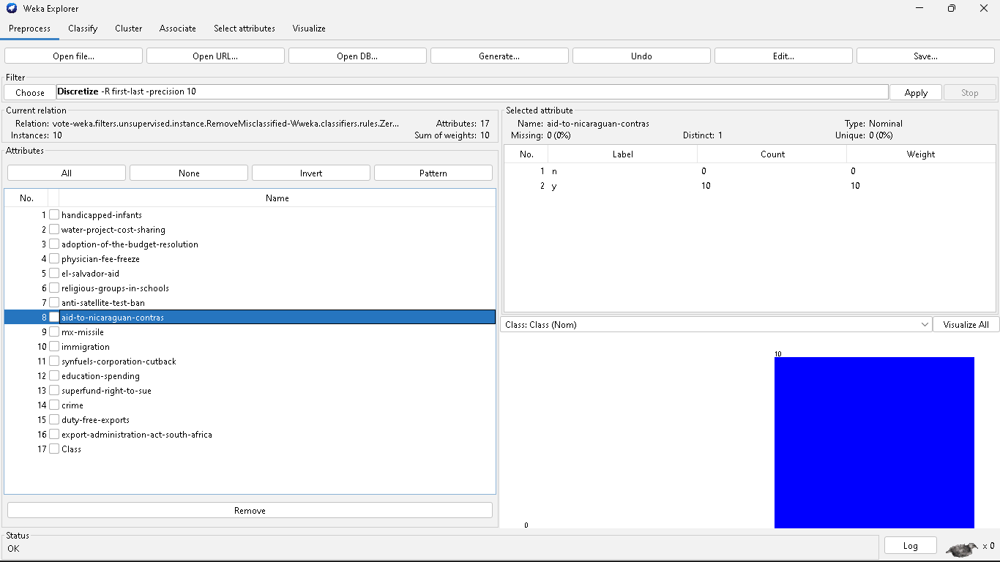 Weka Explorer
Preprocess Classify Cluster Associate Select attributes Visualize
Open file... Open URL... Open DB... Generate... Undo Edit... Save...
Filter
Choose Discretize -R first-last -precision 10 Apply Stop
Current relation
Relation: vote-weka.filters.unsupervised.instance.RemoveMisclassified-Wweka.classifiers.rules.Zer... Attributes: 17
Instances: 10 Sum of weights: 10
Attributes
All None Invert Pattern
No. Name
1 handicapped-infants
2 water-project-cost-sharing
3 adoption-of-the-budget-resolution
4 physician-fee-freeze
5 el-salvador-aid
6 religious-groups-in-schools
7 anti-satellite-test-ban
8 aid-to-nicaraguan-contras
9 mx-missile
10 immigration
11 synfuels-corporation-cutback
12 education-spending
13 superfund-right-to-sue
14 crime
15 duty-free-exports
16 export-administration-act-south-africa
17 Class
Remove
Selected attribute
Name: aid-to-nicaraguan-contras Type: Nominal
Missing: 0 (0%) Distinct: 1 Unique: 0 (0%)
No. Label Count Weight
1 n 0 0
2 y 10 10
Class: Class (Nom) Visualize All
10
0
Status
OK
Log x 0